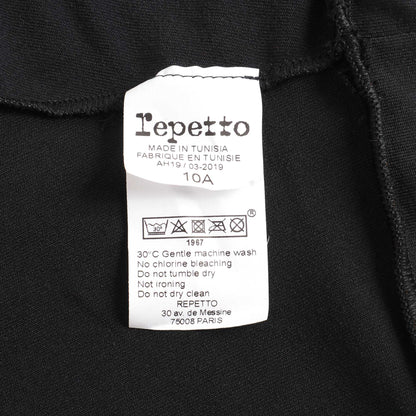 repetto
MADE IN TUNISIA
FABRIQUE EN TUNISIE
AH19 / 03-2019
10A
30°
®
1967
30°C Gentle machine wash
No chlorine bleaching
Do not tumble dry
Not ironing
Do not dry clean
REPETTO
30 av. de Messine
75008 PARIS